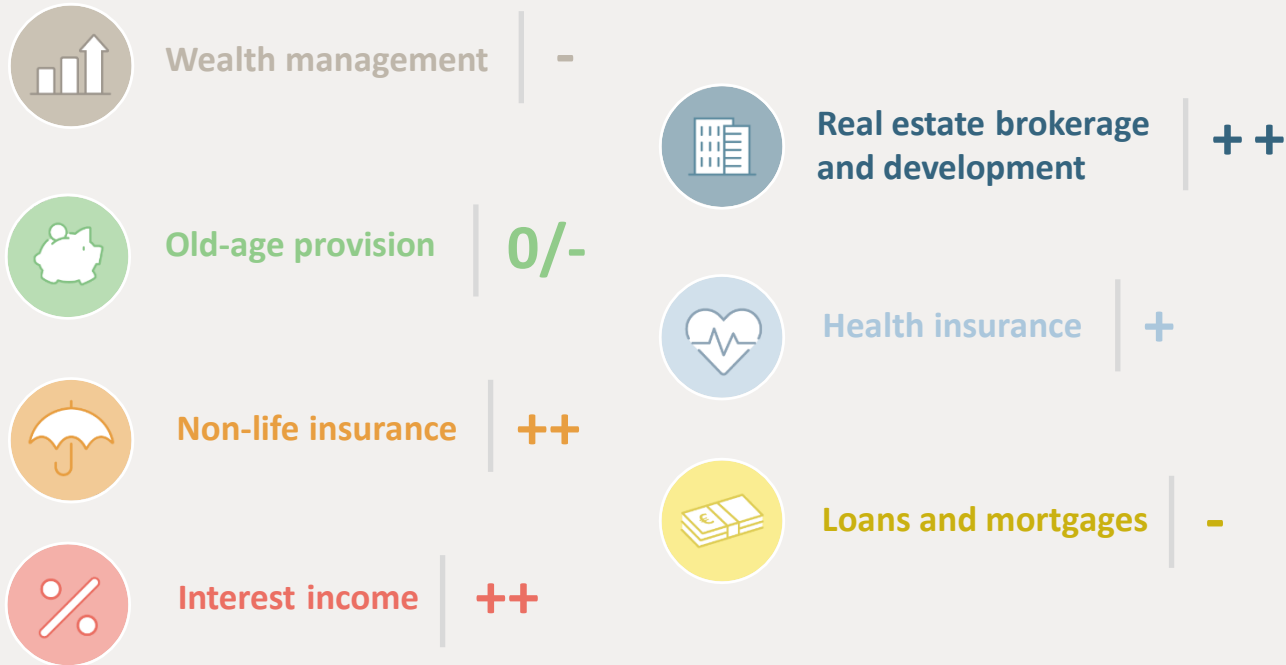 Wealth management -
Old-age provision 0/-
Non-life insurance ++
Interest income ++
Real estate brokerage
and development ++
Health insurance +
€
Loans and mortgages -